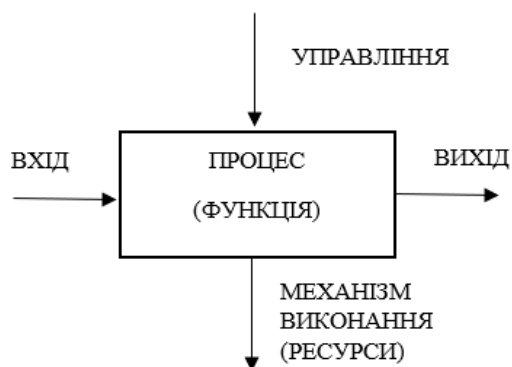 УПРАВЛІННЯ
ВХІД
ПРОЦЕС
(ФУНКЦІЯ)
ВИХІД
МЕХАНІЗМ
ВИКОНАННЯ
(РЕСУРСИ)